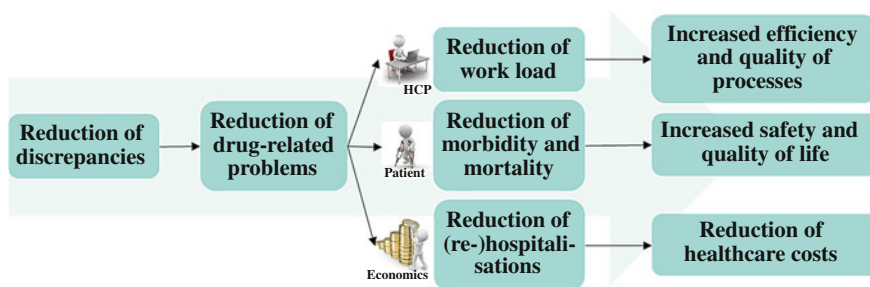 Reduction of
discrepancies
Reduction of
drug-related
problems
HCP
Reduction of
work load
Increased efficiency
and quality of
processes
Patient
Reduction of
morbidity and
mortality
Increased safety and
quality of life
Economics
Reduction of
(re-)hospitali-
sations
Reduction of
healthcare costs